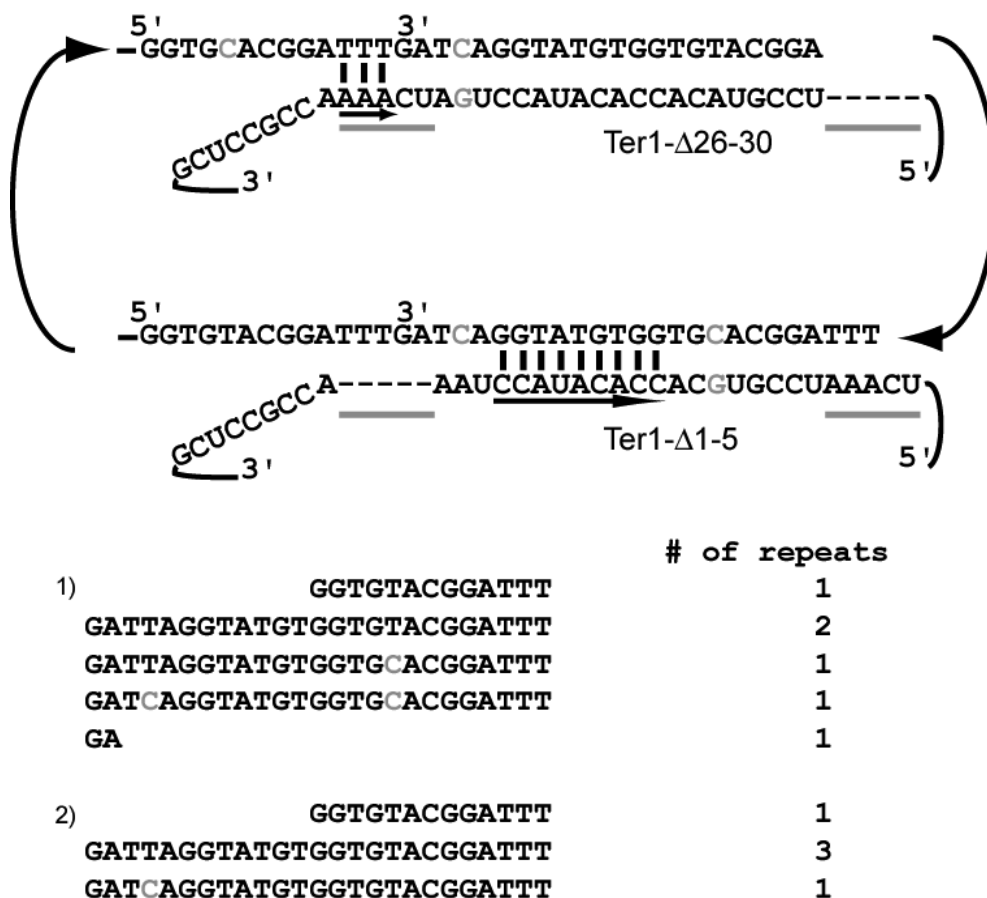 5' 3'
GGTGCACGGATTTGATCAGGTATGTGGTGTACGGA
GCUCCGCC AAAACUAGUCCAUACACCACAUGCCU-----
3' Ter1-Δ26-30 5'
5' 3'
GGTGTACGGATTTGATCAGGTATGTGGTGCACGGATTT
GCUCCGCC A-----AAUCCAUACACCACGUGCCUAAACU
3' Ter1-Δ1-5 5'
# of repeats
1) GGTGTACGGATTT 1
GATTAGGTATGTGGTGTACGGATTT 2
GATTAGGTATGTGGTGCACGGATTT 1
GATCAGGTATGTGGTGCACGGATTT 1
GA 1
2) GGTGTACGGATTT 1
GATTAGGTATGTGGTGTACGGATTT 3
GATCAGGTATGTGGTGTACGGATTT 1